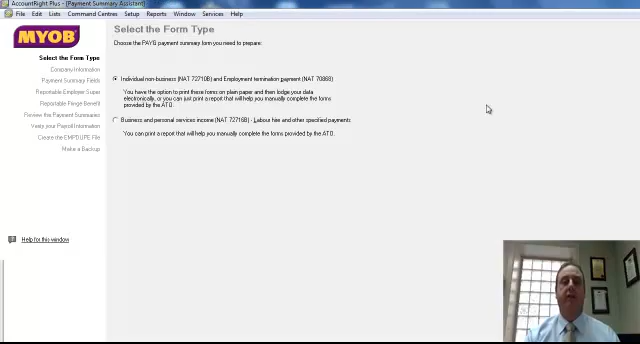 AccountRight Plus - [Payment Summary Assistant]
File Edit Lists Command Centres Setup Reports Window Services Help
MYOB
Select the Form Type
Company Information
Payment Summary Fields
Reportable Employer Super
Reportable Fringe Benefit
Review the Payment Summaries
Verify your Payroll Information
Create the EMPDUPE File
Make a Backup
Help for this window
Select the Form Type
Choose the PAYG payment summary form you need to prepare:
Individual non-business (NAT 72710B) and Employment termination payment (NAT 70868)
You have the option to print these forms on plain paper and then lodge your data
electronically, or you can just print a report that will help you manually complete the forms
provided by the ATO.
Business and personal services income (NAT 72716B) - Labour hire and other specified payments
You can print a report that will help you manually complete the forms provided by the ATO.